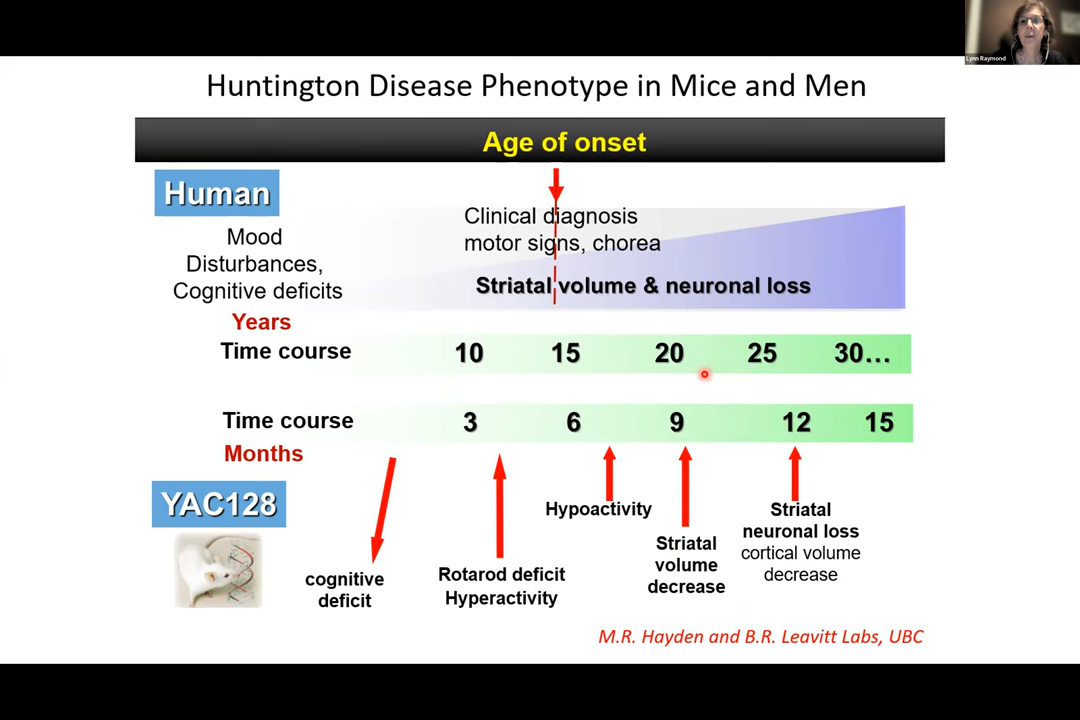 Lynn Raymond
Huntington Disease Phenotype in Mice and Men
Age of onset
Human
Mood
Disturbances,
Cognitive deficits
Clinical diagnosis
motor signs, chorea
Striatal volume & neuronal loss
Years
Time course
10 15 20 25 30...
Time course
3 6 9 12 15
Months
YAC128
cognitive
deficit
Rotarod deficit
Hyperactivity
Hypoactivity
Striatal
volume
decrease
Striatal
neuronal loss
cortical volume
decrease
M.R. Hayden and B.R. Leavitt Labs, UBC